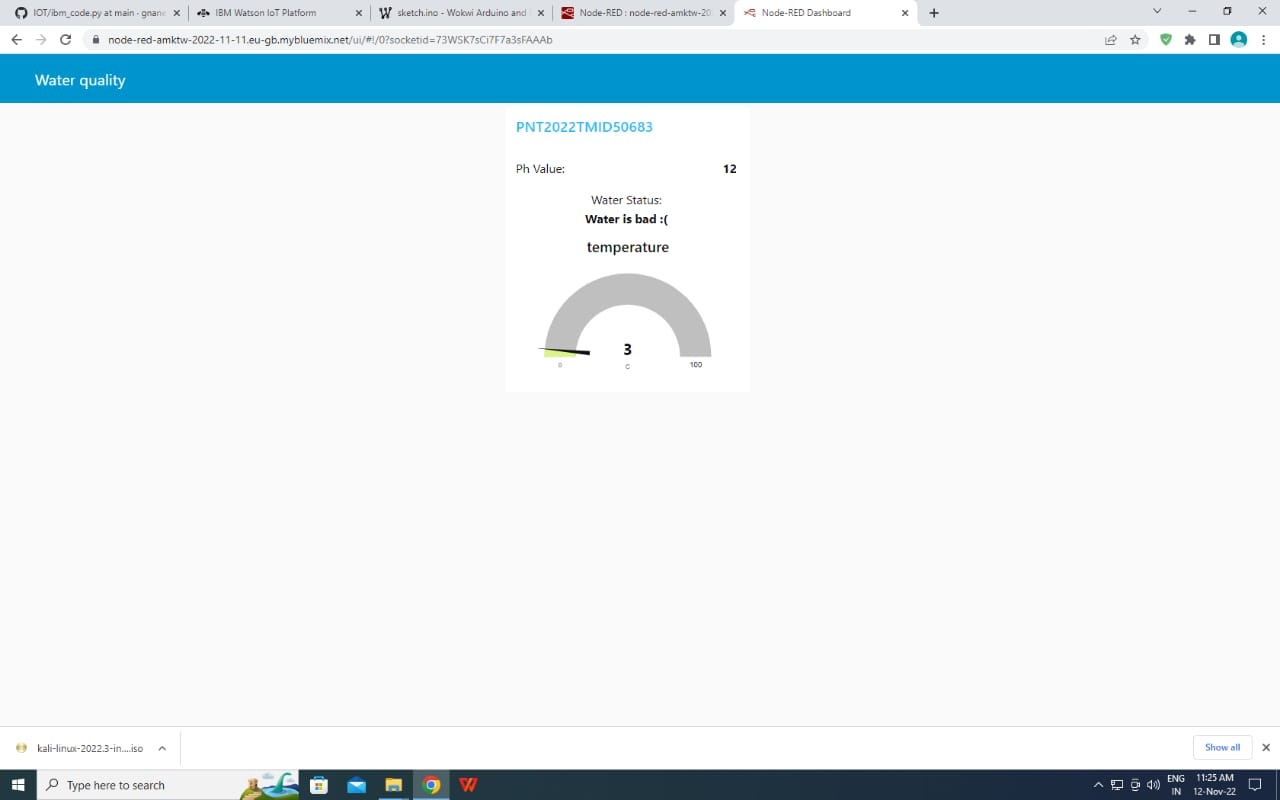 IOT/ibm_code.py at main · gnane
IBM Watson IoT Platform
sketch.ino - Wokwi Arduino and
Node-RED : node-red-amktw-20
Node-RED Dashboard
node-red-amktw-2022-11-11.eu-gb.mybluemix.net/ui/#!/0?socketid=73WSK7sCi7F7a3sFAAAb
Water quality
PNT2022TMID50683
Ph Value: 12
Water Status:
Water is bad :(
temperature
3
0 C 100
kali-linux-2022.3-in....iso
Show all
Type here to search
ENG
IN
11:25 AM
12-Nov-22